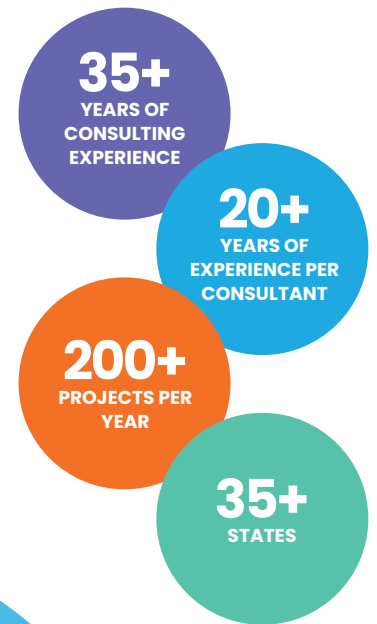 35+
YEARS OF
CONSULTING
EXPERIENCE
20+
YEARS OF
EXPERIENCE PER
CONSULTANT
200+
PROJECTS PER
YEAR
35+
STATES